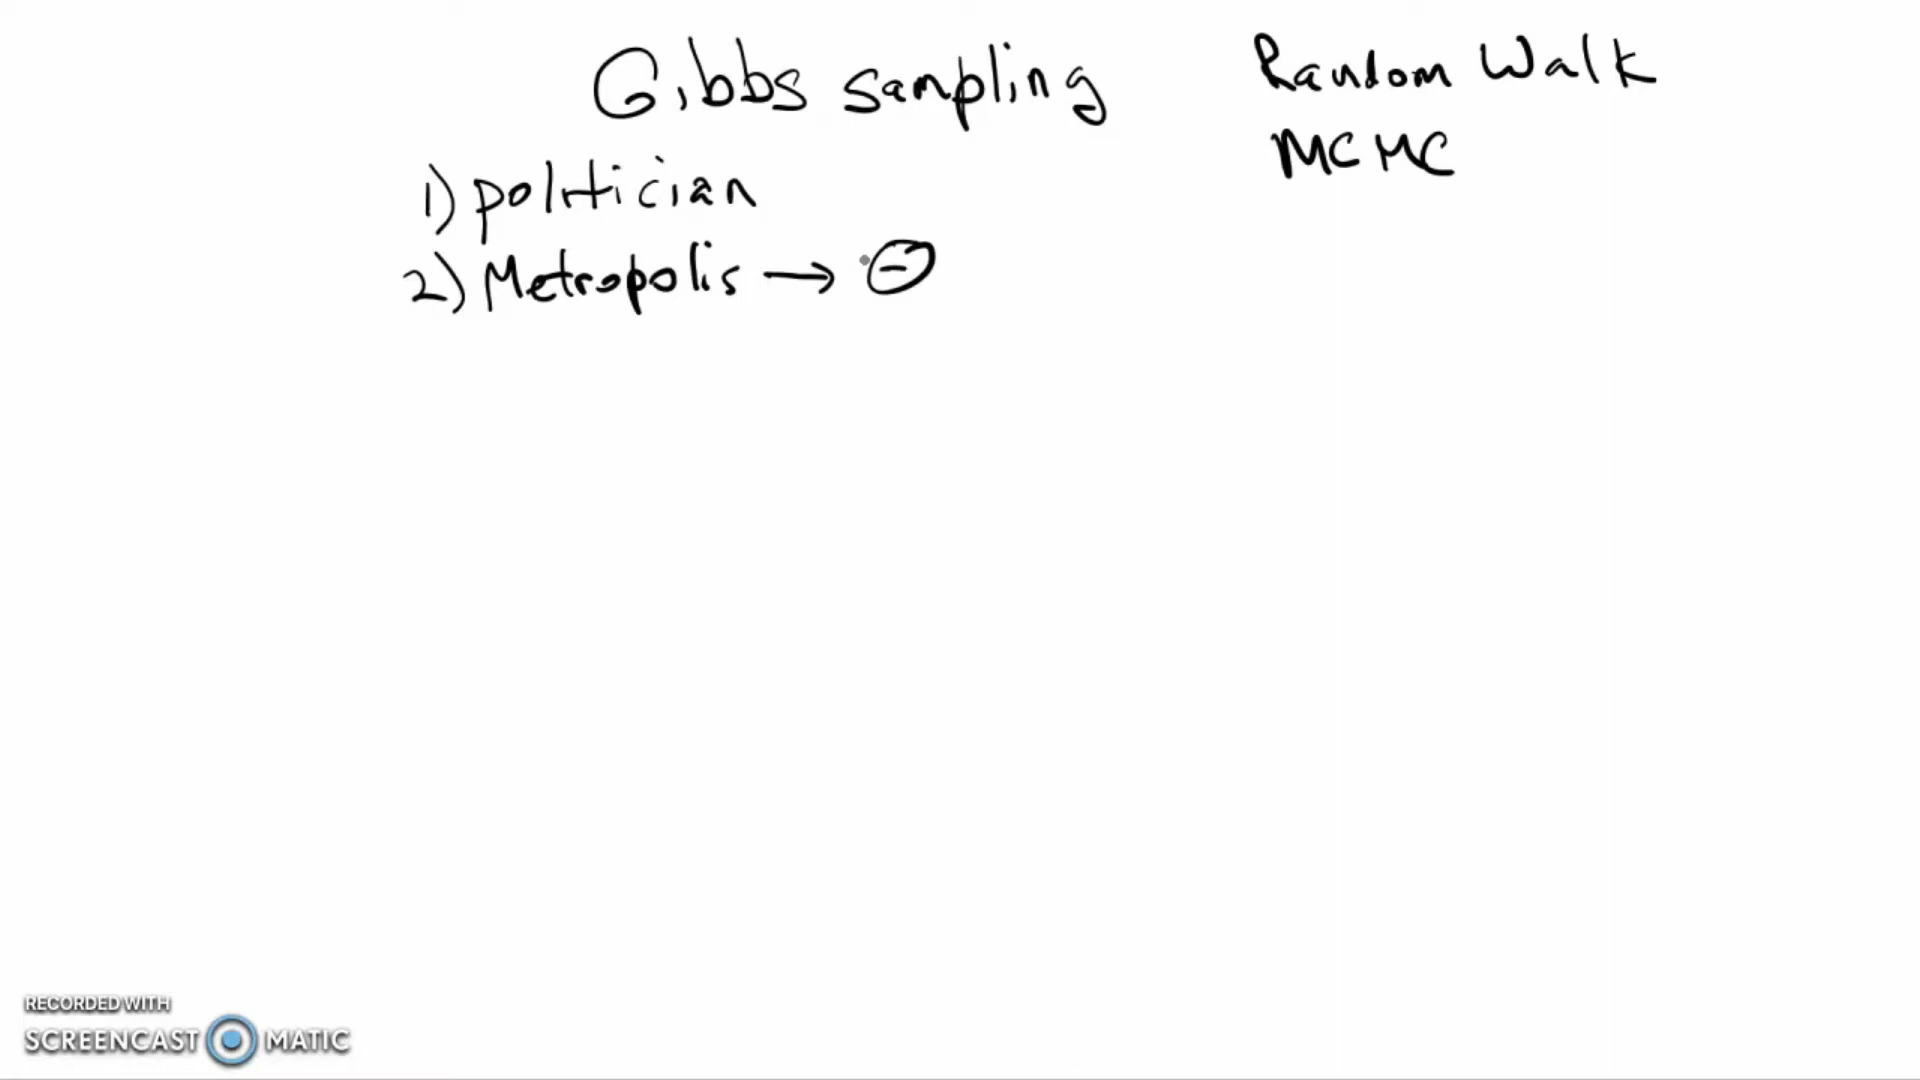 Gibbs sampling
Random Walk
MCMC
1) politician
2) Metropolis → Θ
RECORDED WITH
SCREENCAST MATIC